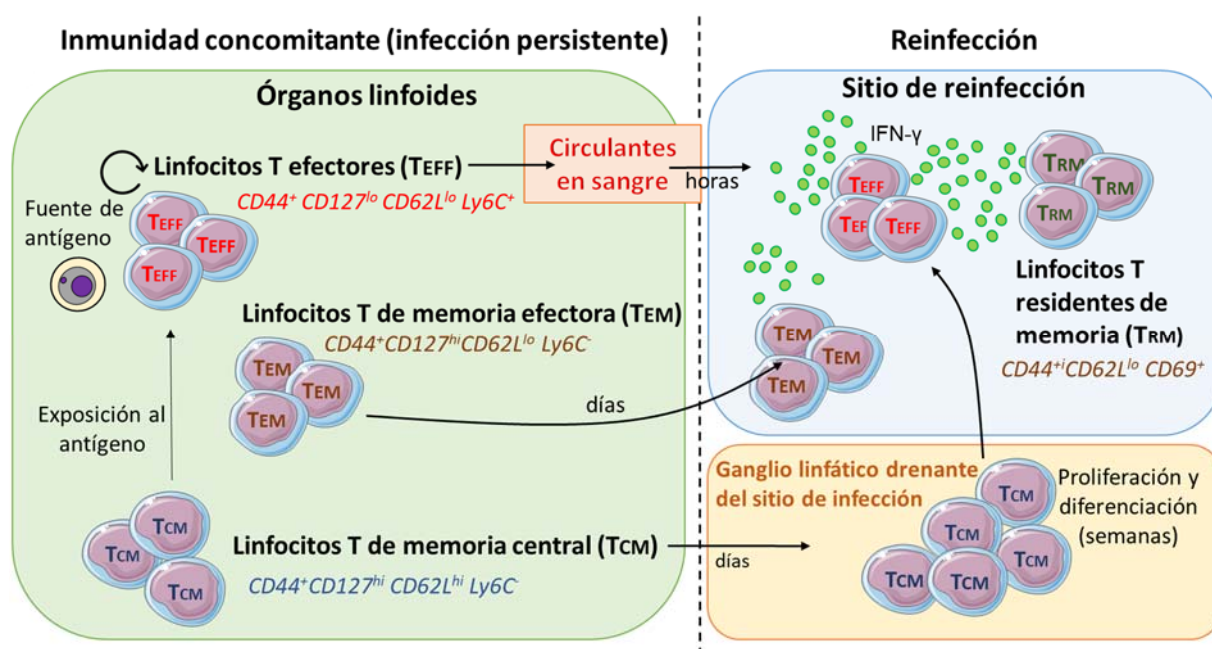 Inmunidad concomitante (infección persistente)
Órganos linfoides
Linfocitos T efectores (TEFF)
CD44+ CD127lo CD62Llo Ly6C+
Fuente de
antígeno
TEFF
TEFF
TEFF
Circulantes
en sangre
horas
Linfocitos T de memoria efectora (TEM)
CD44+CD127hiCD62Llo Ly6C-
TEM
TEM
TEM
días
Exposición al
antígeno
TCM
TCM
TCM
Linfocitos T de memoria central (TCM)
CD44+CD127hi CD62Lhi Ly6C-
días
Reinfección
Sitio de reinfección
IFN-γ
TEFF
TEFF
TEFF
TRM
TRM
TRM
Linfocitos T
residentes de
memoria (TRM)
CD44+iCD62Llo CD69+
TEM
TEM
TEM
Ganglio linfático drenante
del sitio de infección
Proliferación y
diferenciación
(semanas)
TCM
TCM
TCM
TCM
TCM